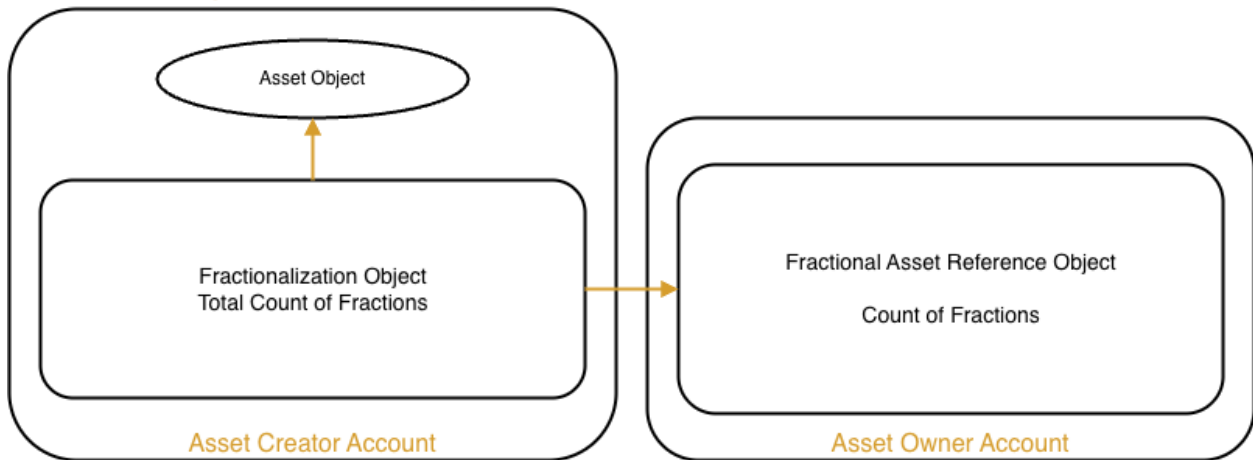 Asset Object
Fractionalization Object
Total Count of Fractions
Asset Creator Account
Fractional Asset Reference Object
Count of Fractions
Asset Owner Account